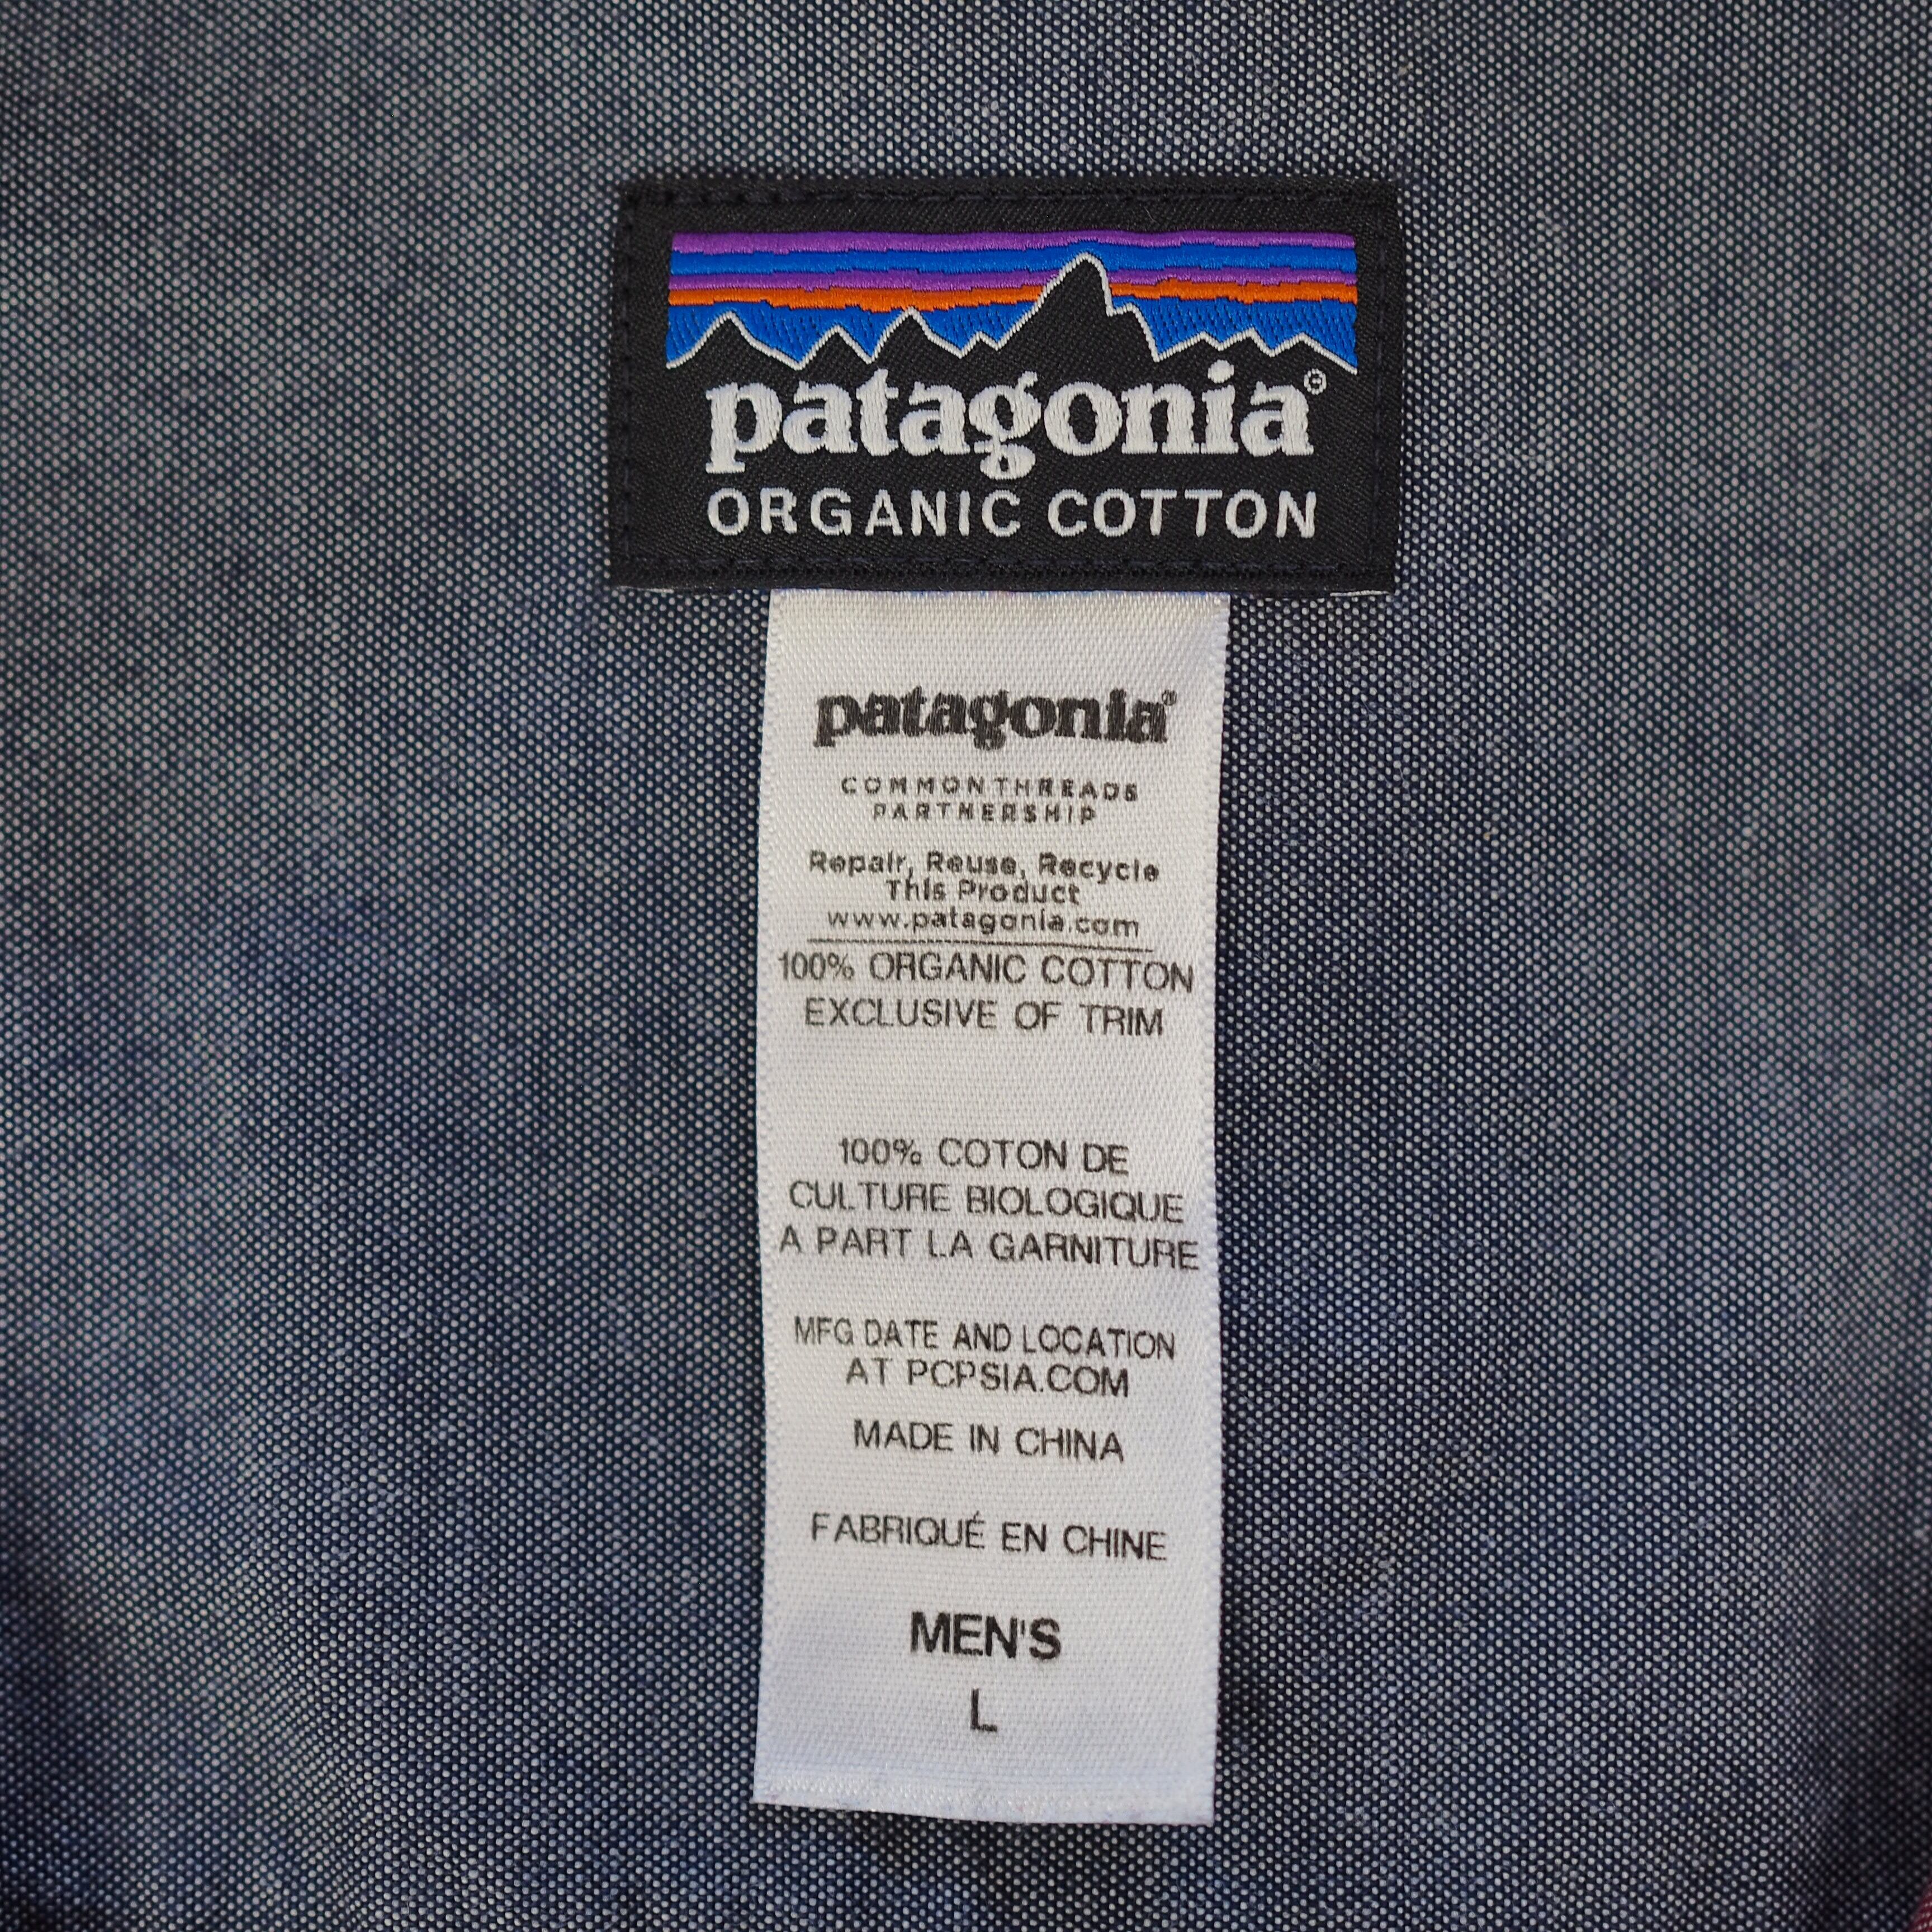 patagonia©
ORGANIC COTTON
patagonia®
COMMON THREADS
PARTNERSHIP
Repair, Reuse, Recycle
This Product
www.patagonia.com
100% ORGANIC COTTON
EXCLUSIVE OF TRIM
100% COTON DE
CULTURE BIOLOGIQUE
A PART LA GARNITURE
MFG DATE AND LOCATION
AT PCPSIA.COM
MADE IN CHINA
FABRIQUÉ EN CHINE
MEN'S
L